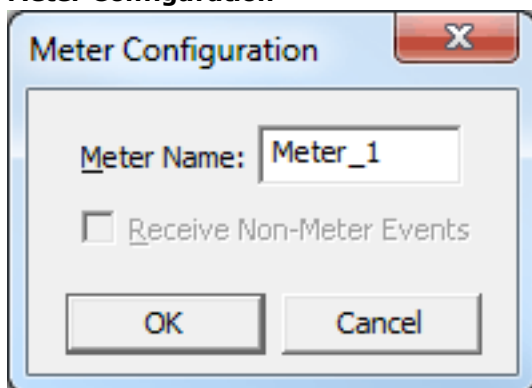 Meter Configuration
Meter Name: Meter_1
Receive Non-Meter Events
OK Cancel